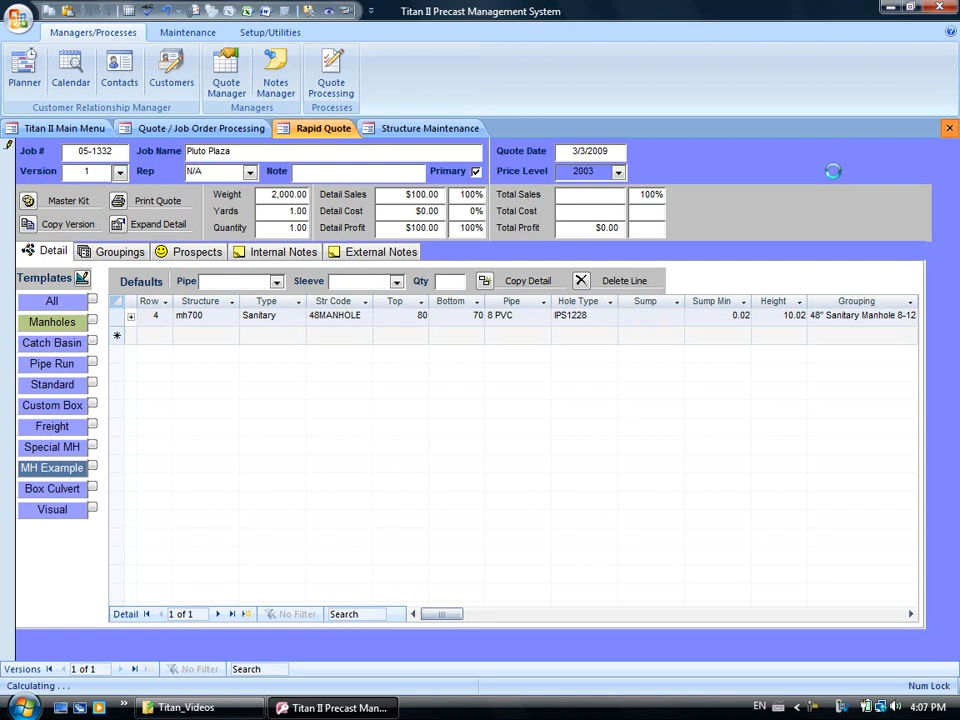 Titan II Precast Management System
Managers/Processes Maintenance Setup/Utilities
Planner Calendar Contacts Customers Quote Manager Notes Manager Quote Processing
Customer Relationship Manager Managers Processes
Titan II Main Menu Quote / Job Order Processing Rapid Quote Structure Maintenance
Job # 05-1332 Job Name Pluto Plaza Quote Date 3/3/2009
Version 1 Rep N/A Note Primary Price Level 2003
Master Kit Print Quote Weight 2,000.00 Detail Sales $100.00 100% Total Sales 100%
Yards 1.00 Detail Cost $0.00 0% Total Cost
Copy Version Expand Detail Quantity 1.00 Detail Profit $100.00 100% Total Profit $0.00
Detail Groupings Prospects Internal Notes External Notes
Templates Defaults Pipe Sleeve Qty Copy Detail Delete Line
Row Structure Type Str Code Top Bottom Pipe Hole Type Sump Sump Min Height Grouping
4 mh700 Sanitary 48MANHOLE 80 70 8 PVC IPS1228 0.02 10.02 48" Sanitary Manhole 8-12
All
Manholes
Catch Basin
Pipe Run
Standard
Custom Box
Freight
Special MH
MH Example
Box Culvert
Visual
Detail 1 of 1 No Filter Search
Versions 1 of 1 No Filter Search
Calculating . . . Num Lock
Titan_Videos Titan II Precast Man... EN 4:07 PM